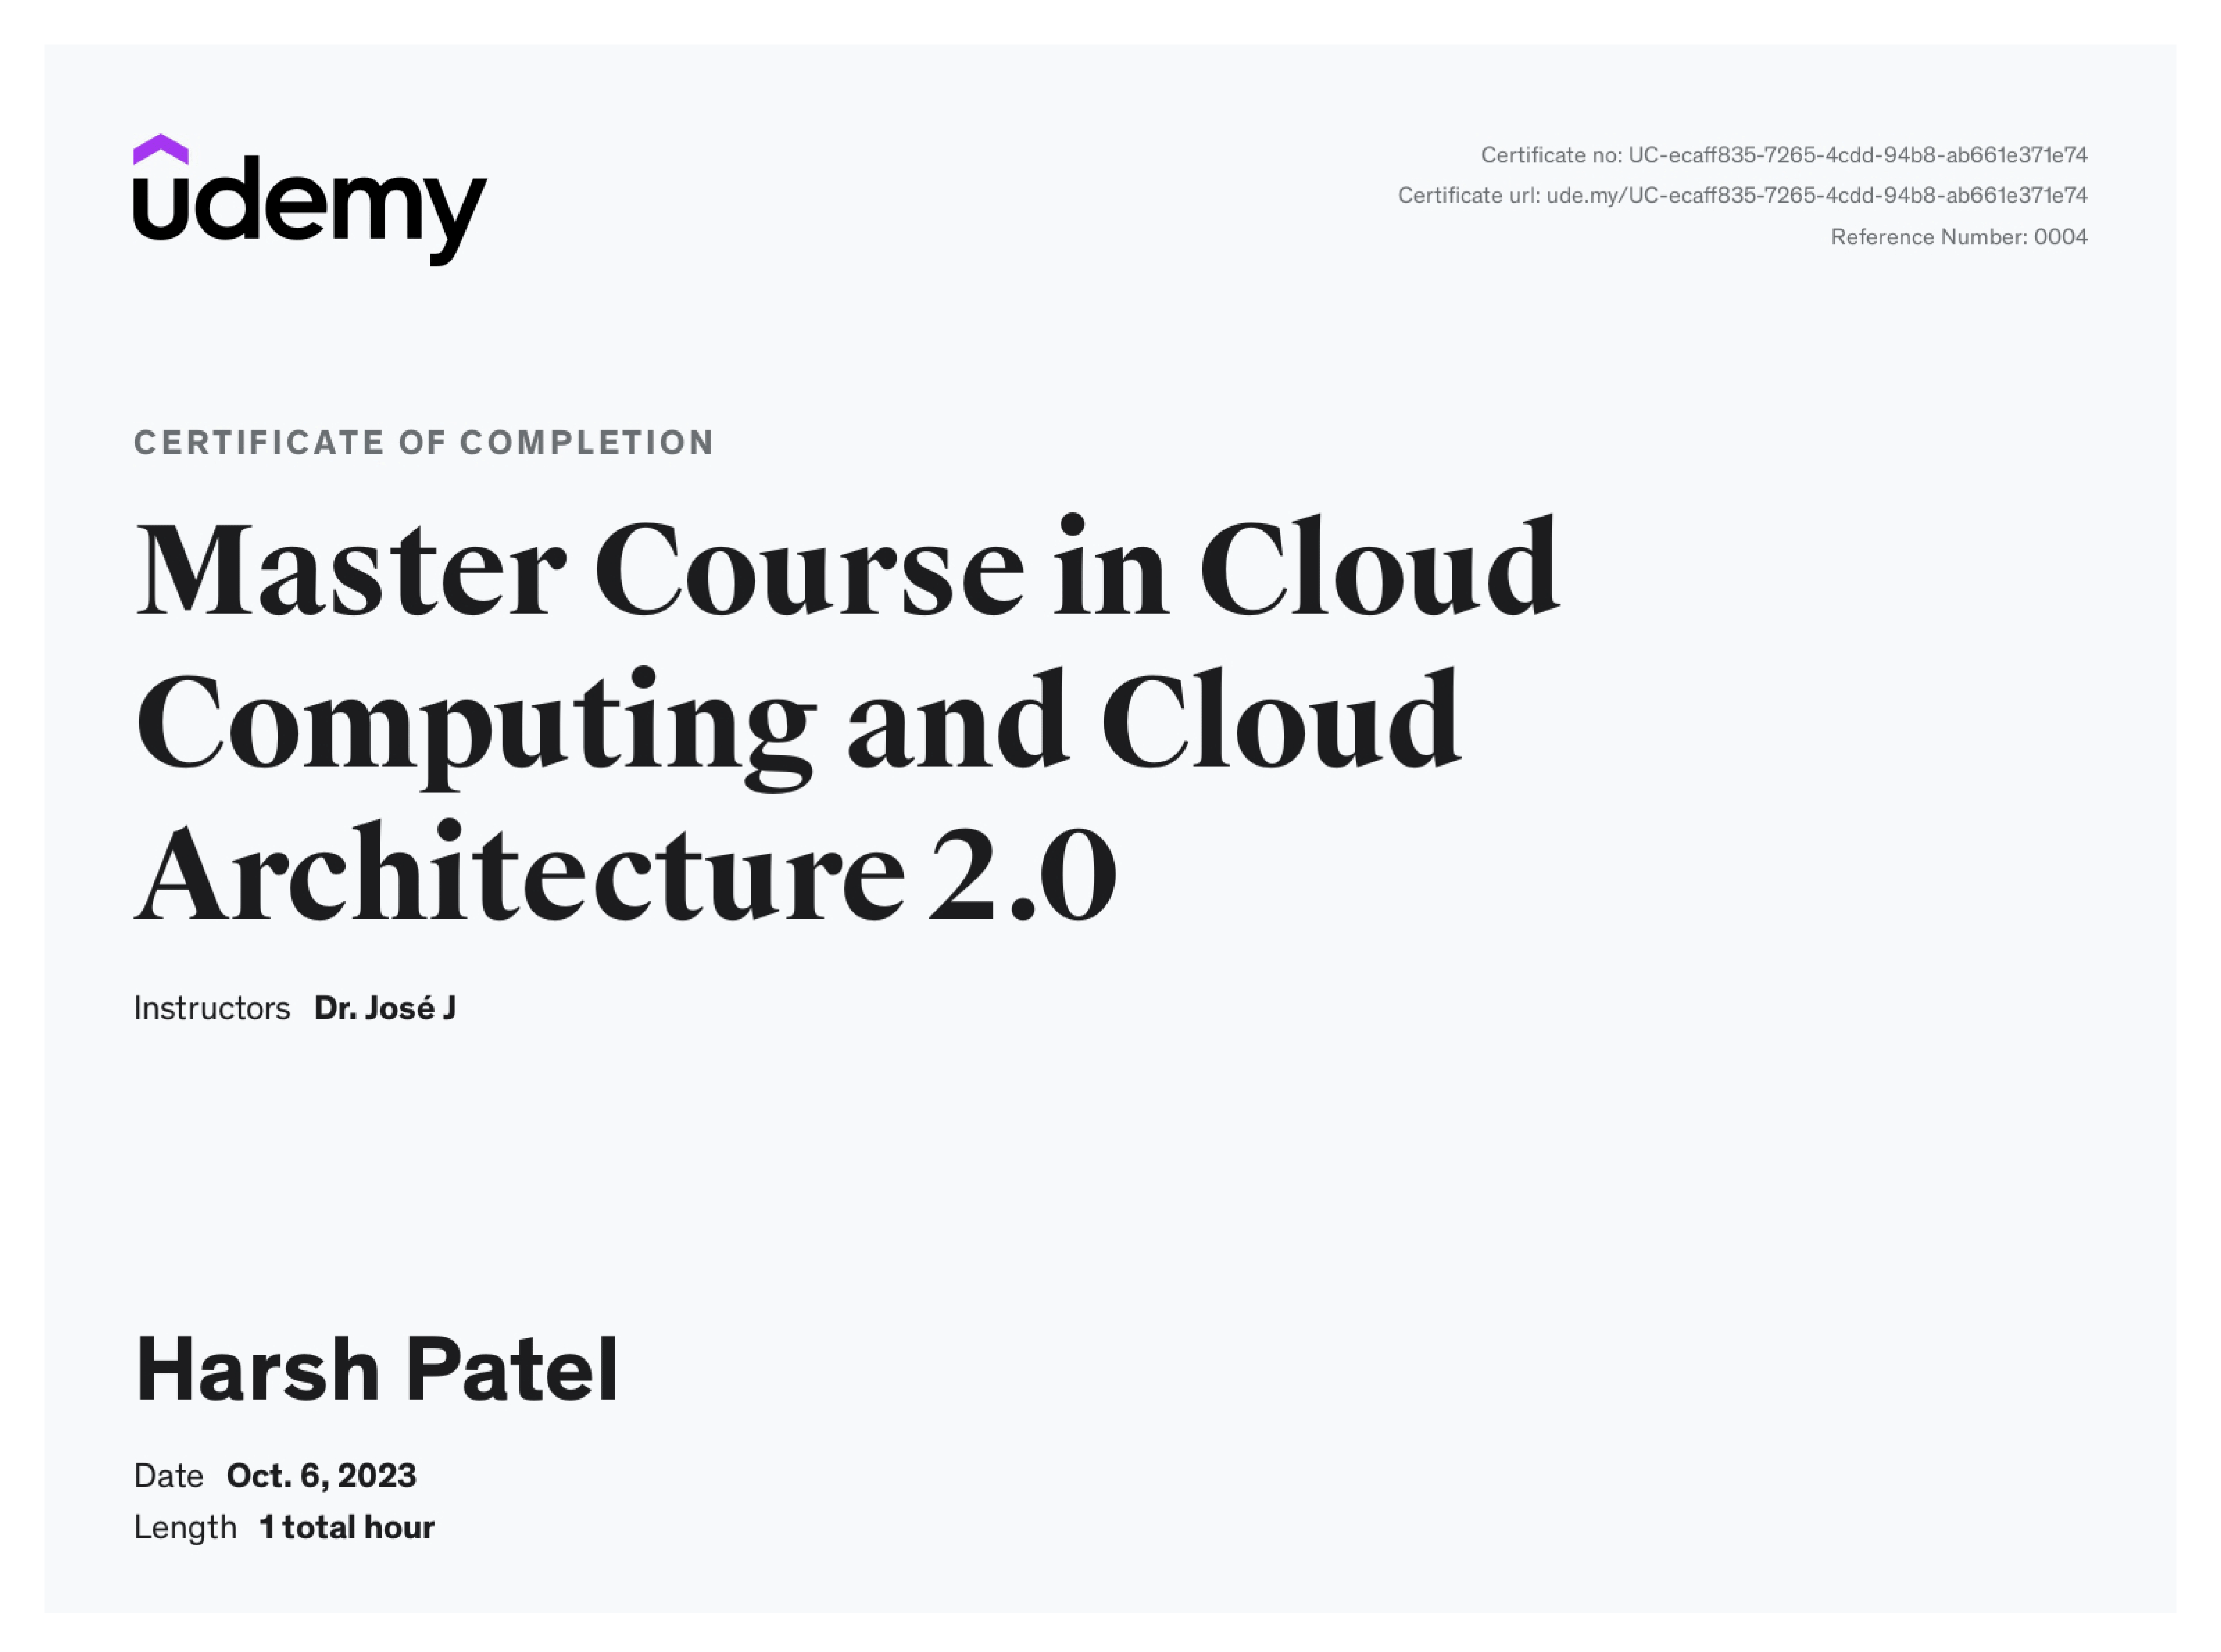 udemy
Certificate no: UC-ecaff835-7265-4cdd-94b8-ab661e371e74
Certificate url: ude.my/UC-ecaff835-7265-4cdd-94b8-ab661e371e74
Reference Number: 0004
CERTIFICATE OF COMPLETION
Master Course in Cloud
Computing and Cloud
Architecture 2.0
Instructors Dr. José J
Harsh Patel
Date Oct. 6, 2023
Length 1 total hour